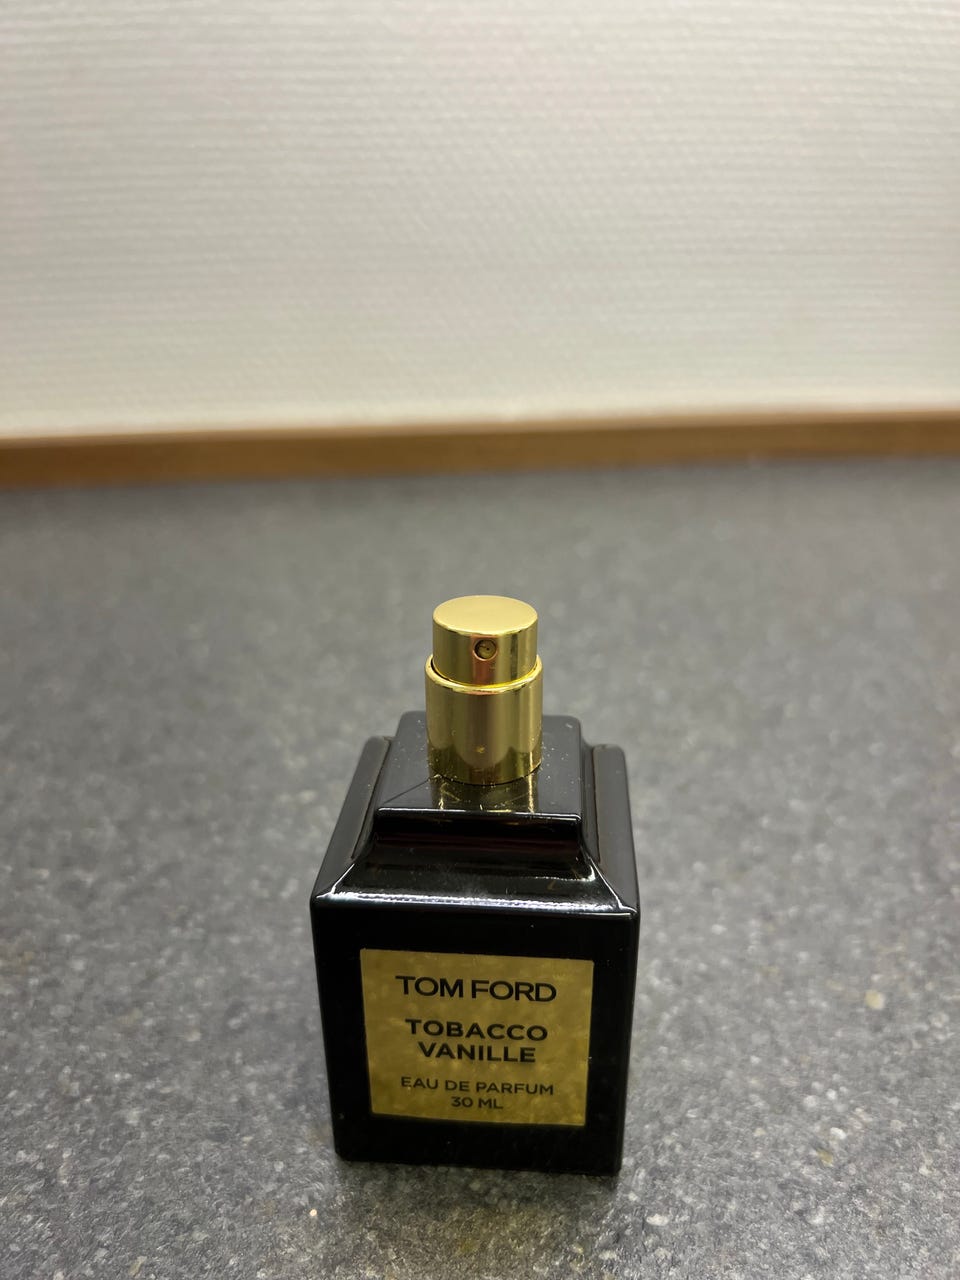 TOM FORD
TOBACCO
VANILLE
EAU DE PARFUM
30 ML